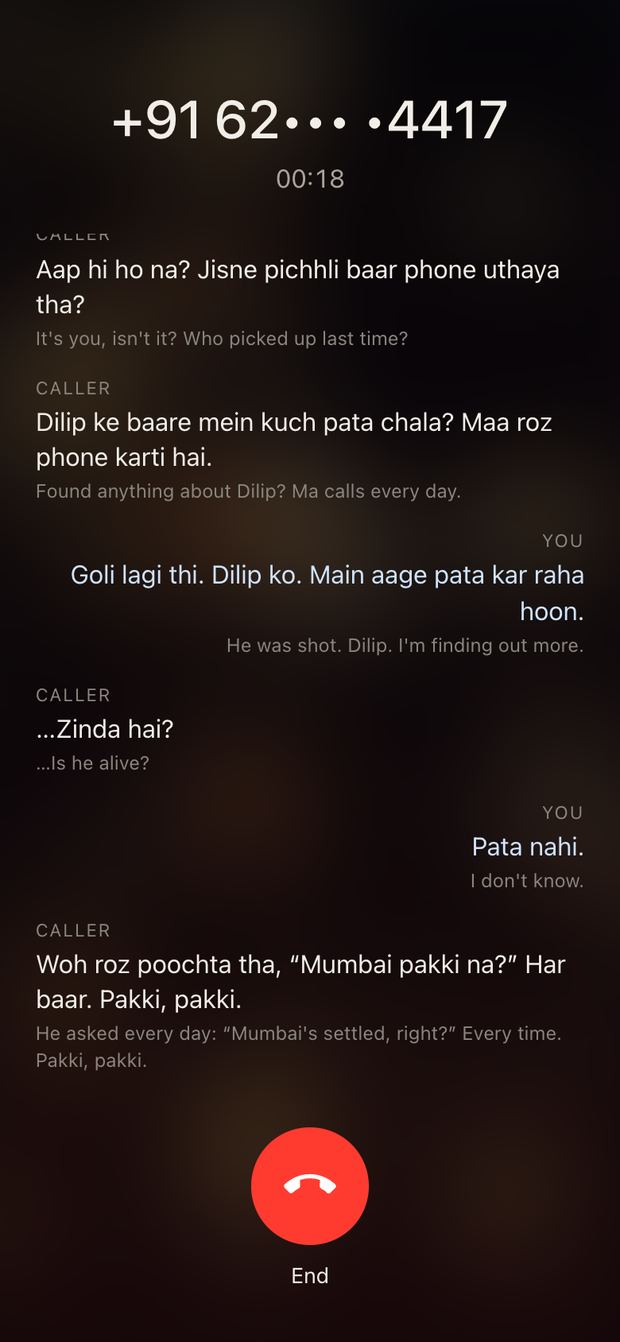 +91 62••• •4417
00:18
CALLER
Aap hi ho na? Jisne pichhli baar phone uthaya
tha?
It's you, isn't it? Who picked up last time?
CALLER
Dilip ke baare mein kuch pata chala? Maa roz
phone karti hai.
Found anything about Dilip? Ma calls every day.
YOU
Goli lagi thi. Dilip ko. Main aage pata kar raha
hoon.
He was shot. Dilip. I'm finding out more.
CALLER
…Zinda hai?
…Is he alive?
YOU
Pata nahi.
I don't know.
CALLER
Woh roz poochta tha, “Mumbai pakki na?” Har
baar. Pakki, pakki.
He asked every day: “Mumbai's settled, right?” Every time.
Pakki, pakki.
End